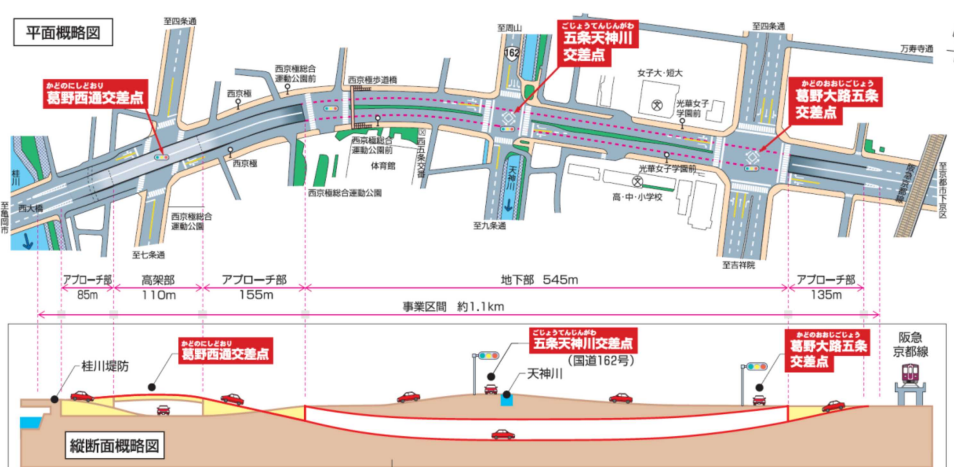 平面概略図
至四条通
至周山
162
ごじょうてんじんがわ
五条天神川
交差点
至四条通
万寿寺通
かどのにしどおり
葛野西通交差点
西京極
西京極総合
運動公園前
西京極歩道橋
女子大・短大
文
光華女子
学園前
かどのおおじごじょう
葛野大路五条
交差点
桂川
西大橋
至亀岡市
西京極
西京極総合
運動公園
西京極総合
運動公園前
体育館
西京極総合運動公園
西五条交番
天神川
光華女子学園前
文
高・中・小学校
至京都市下京区
至七条通
至九条通
至吉祥院
アプローチ部
85m
高架部
110m
アプローチ部
155m
地下部 545m
アプローチ部
135m
事業区間 約1.1km
桂川堤防
かどのにしどおり
葛野西通交差点
ごじょうてんじんがわ
五条天神川交差点
(国道162号)
天神川
かどのおおじごじょう
葛野大路五条
交差点
阪急
京都線
縦断面概略図